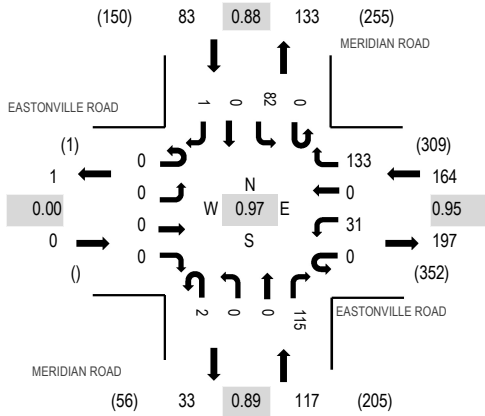 (150) 83 0.88 133 (255)
MERIDIAN ROAD
1 0 82 0
EASTONVILLE ROAD
(1) (309)
0 133
1 164
0 N 0
0.00 W 0.97 E 0.95
0 S 31
0 197
0 0
() (352)
2 0 0 115
EASTONVILLE ROAD
MERIDIAN ROAD
(56) 33 0.89 117 (205)